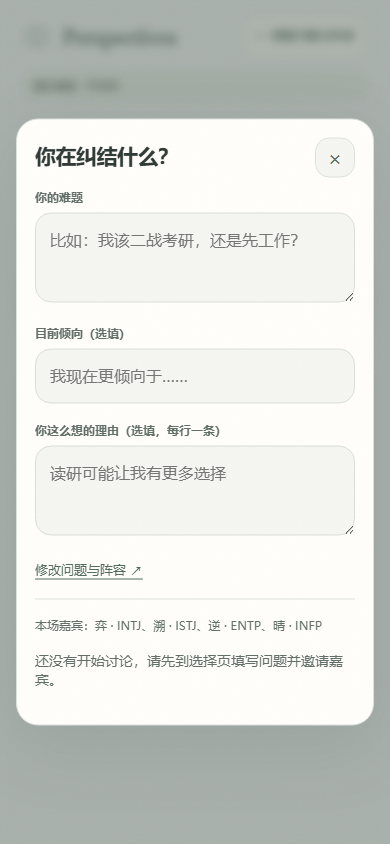 Perspectives
你在纠结什么？
×
你的难题
比如：我该二战考研，还是先工作？
目前倾向（选填）
我现在更倾向于……
你这么想的理由（选填，每行一条）
读研可能让我有更多选择
修改问题与阵容 ↗
本场嘉宾：弈 · INTJ、溯 · ISTJ、逆 · ENTP、晴 · INFP
还没有开始讨论，请先到选择页填写问题并邀请嘉
宾。